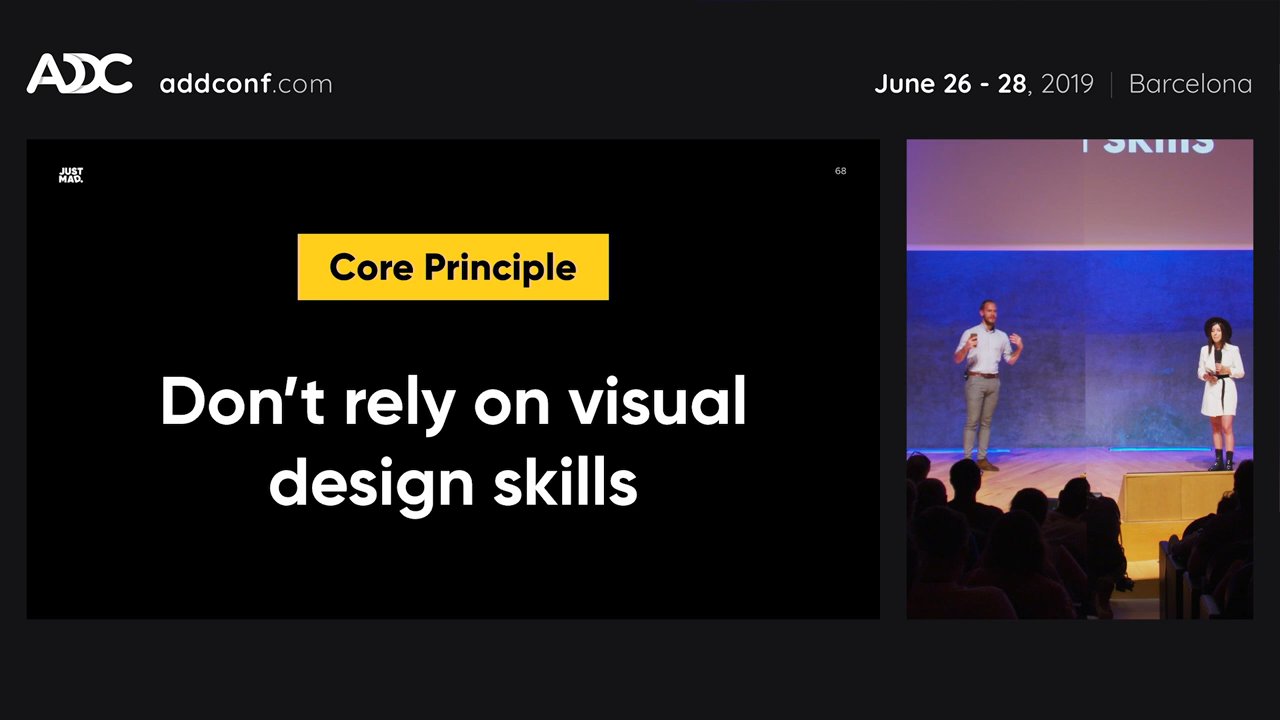 ADDC
addconf.com
June 26 - 28, 2019 | Barcelona
JUST
MAD.
68
Core Principle
Don't rely on visual
design skills
skills